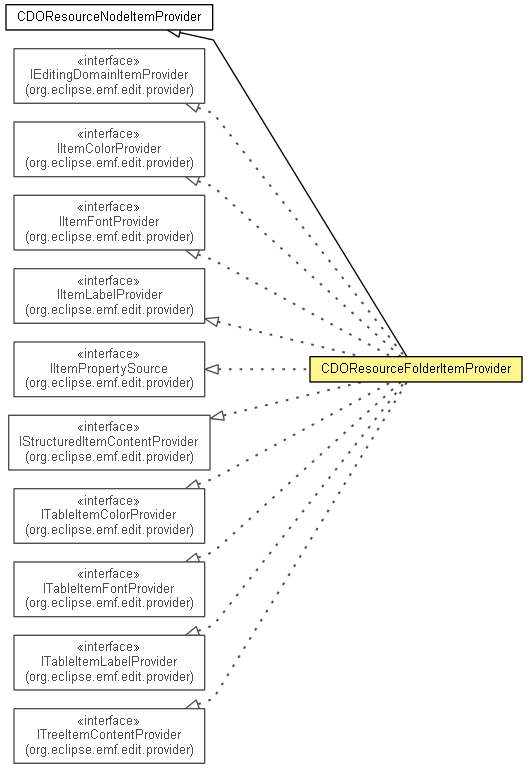 CDOResourceNodeItemProvider
«interface»
IEditingDomainItemProvider
(org.eclipse.emf.edit.provider)
«interface»
IItemColorProvider
(org.eclipse.emf.edit.provider)
«interface»
IItemFontProvider
(org.eclipse.emf.edit.provider)
«interface»
IItemLabelProvider
(org.eclipse.emf.edit.provider)
«interface»
IItemPropertySource
(org.eclipse.emf.edit.provider)
CDOResourceFolderItemProvider
«interface»
IStructuredItemContentProvider
(org.eclipse.emf.edit.provider)
«interface»
ITableItemColorProvider
(org.eclipse.emf.edit.provider)
«interface»
ITableItemFontProvider
(org.eclipse.emf.edit.provider)
«interface»
ITableItemLabelProvider
(org.eclipse.emf.edit.provider)
«interface»
ITreeItemContentProvider
(org.eclipse.emf.edit.provider)